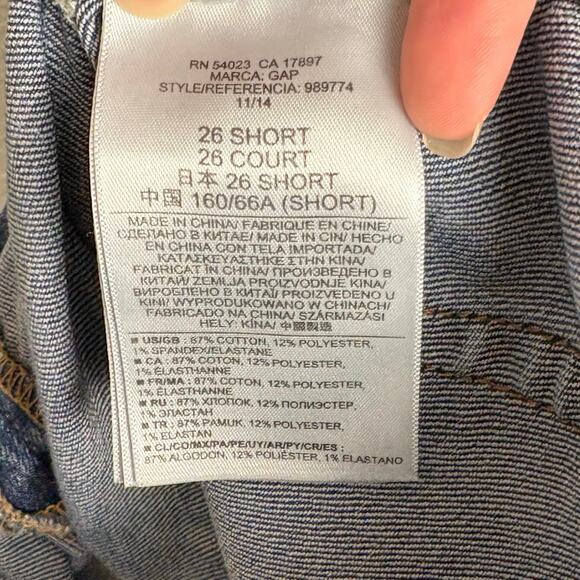 RN 54023 CA 17897
MARCA: GAP
STYLE/REFERENCIA: 989774
11/14
26 SHORT
26 COURT
日本 26 SHORT
中国 160/66A (SHORT)
MADE IN CHINA/ FABRIQUE EN CHINE/
СДЕЛАНО В КИТАЕ/ MADE IN CIN/ HECHO
EN CHINA CON TELA IMPORTADA/
ΚΑΤΑΣΚΕΥΑΣΤΗΚΕ ΣΤΗΝ ΚΙΝΑ/
FABRICAT ÎN CHINA/ ПРОИЗВЕДЕНО В
KИТАЙ/ ZEMLJA PROIZVODNJE KINA/
ВИРОБЛЕНО В КИТАЇ/ PROIZVEDENO U
KINI/ WYPRODUKOWANO W CHINACH/
FABRICADO NA CHINA/ SZÁRMAZÁSI
HELY: KÍNA/ 中國製造
■ US/GB : 87% COTTON, 12% POLYESTER,
1% SPANDEX/ELASTANE
■ CA : 87% COTON, 12% POLYESTER,
1% ÉLASTHANNE
■ FR/MA : 87% COTON, 12% POLYESTER,
1% ÉLASTHANNE
■ RU : 87% ХЛОПОК, 12% ПОЛИЭСТЕР,
1% ЭЛАСТАН
■ TR : 87% PAMUK, 12% POLYESTER,
1% ELASTAN
■ CL/CO/MX/PA/PE/UY/AR/PY/CR/ES :
87% ALGODON, 12% POLIÉSTER, 1% ELASTANO